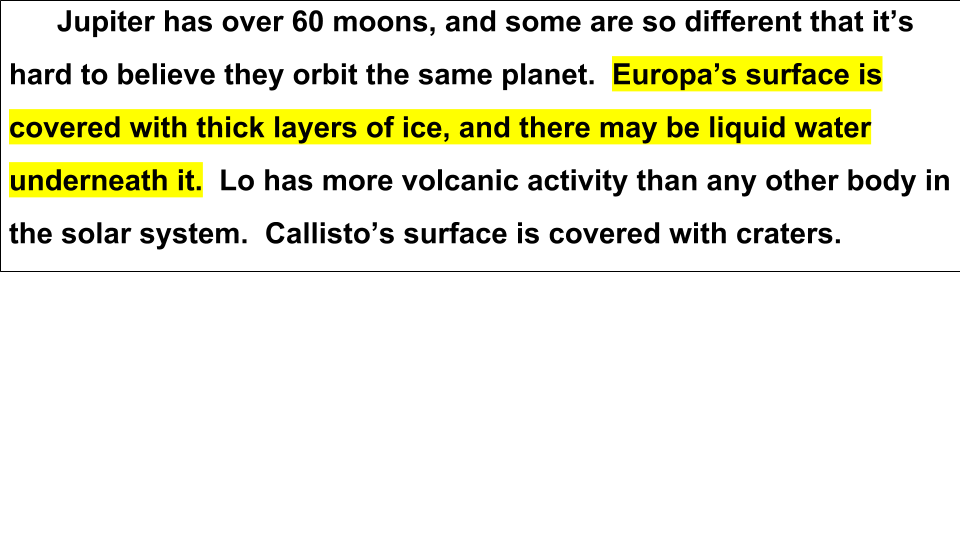 Jupiter has over 60 moons, and some are so different that it’s
hard to believe they orbit the same planet.  Europa’s surface is
covered with thick layers of ice, and there may be liquid water
underneath it.  Lo has more volcanic activity than any other body in
the solar system.  Callisto’s surface is covered with craters.